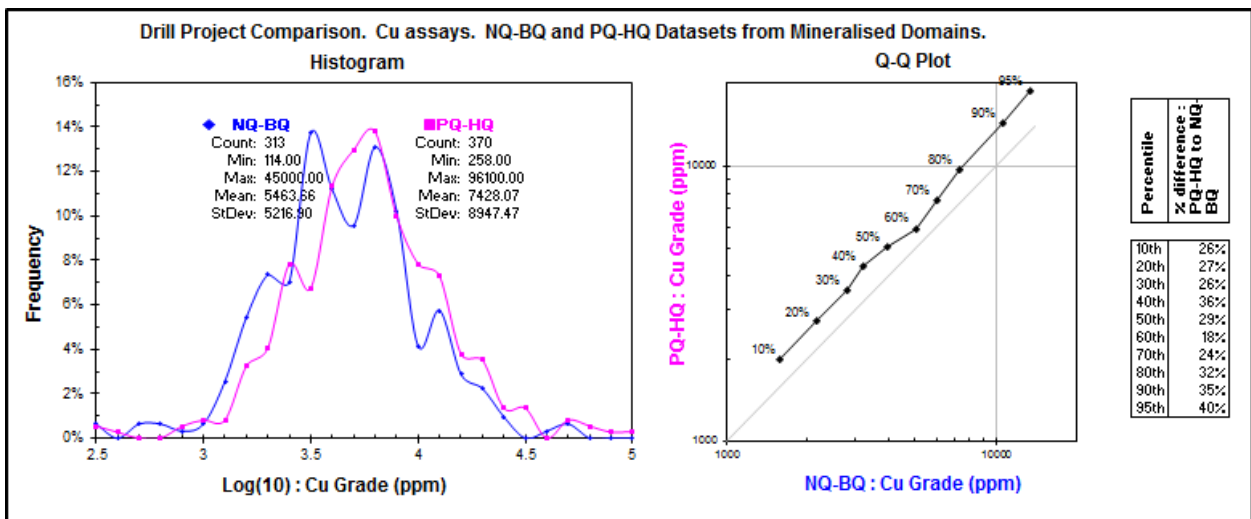 Drill Project Comparison. Cu assays. NQ-BQ and PQ-HQ Datasets from Mineralised Domains.
Histogram
16%
14%
12%
10%
8%
6%
4%
2%
0%
Frequency
NQ-BQ
Count: 313
Min: 114.00
Max: 45000.00
Mean: 5463.66
StDev: 5216.90
PQ-HQ
Count: 370
Min: 258.00
Max: 96100.00
Mean: 7428.07
StDev: 8947.47
2.5 3 3.5 4 4.5 5
Log(10) : Cu Grade (ppm)
Q-Q Plot
PQ-HQ : Cu Grade (ppm)
10000
1000
95%
90%
80%
70%
60%
50%
40%
30%
20%
10%
1000 10000
NQ-BQ : Cu Grade (ppm)
Percentile
% difference :
PQ-HQ to NQ-
BQ
10th 26%
20th 27%
30th 26%
40th 36%
50th 29%
60th 18%
70th 24%
80th 32%
90th 35%
95th 40%